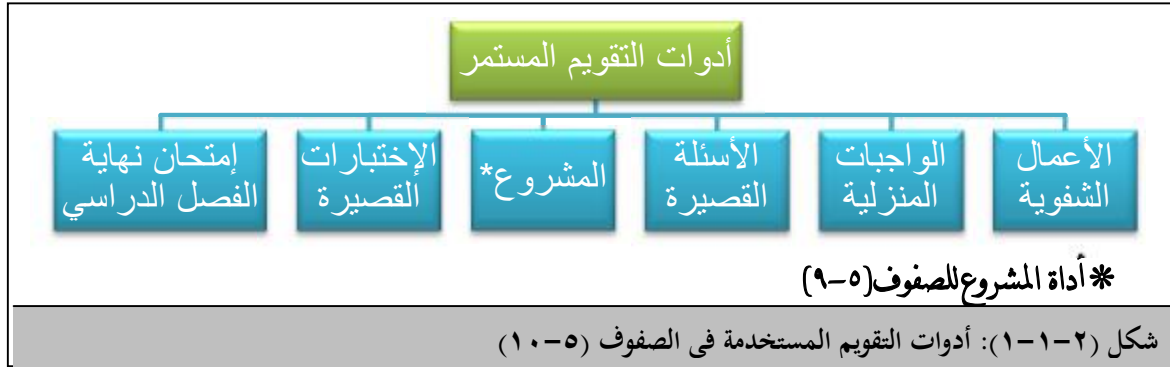 أدوات التقويم المستمر
الأعمال
الشفوية
الواجبات
المنزلية
الأسئلة
القصيرة
المشروع*
الإختبارات
القصيرة
إمتحان نهاية
الفصل الدراسي
* أداة المشروع للصفوف (٥-٩)
شكل (٢-١-١): أدوات التقويم المستخدمة فى الصفوف (٥-١٠)